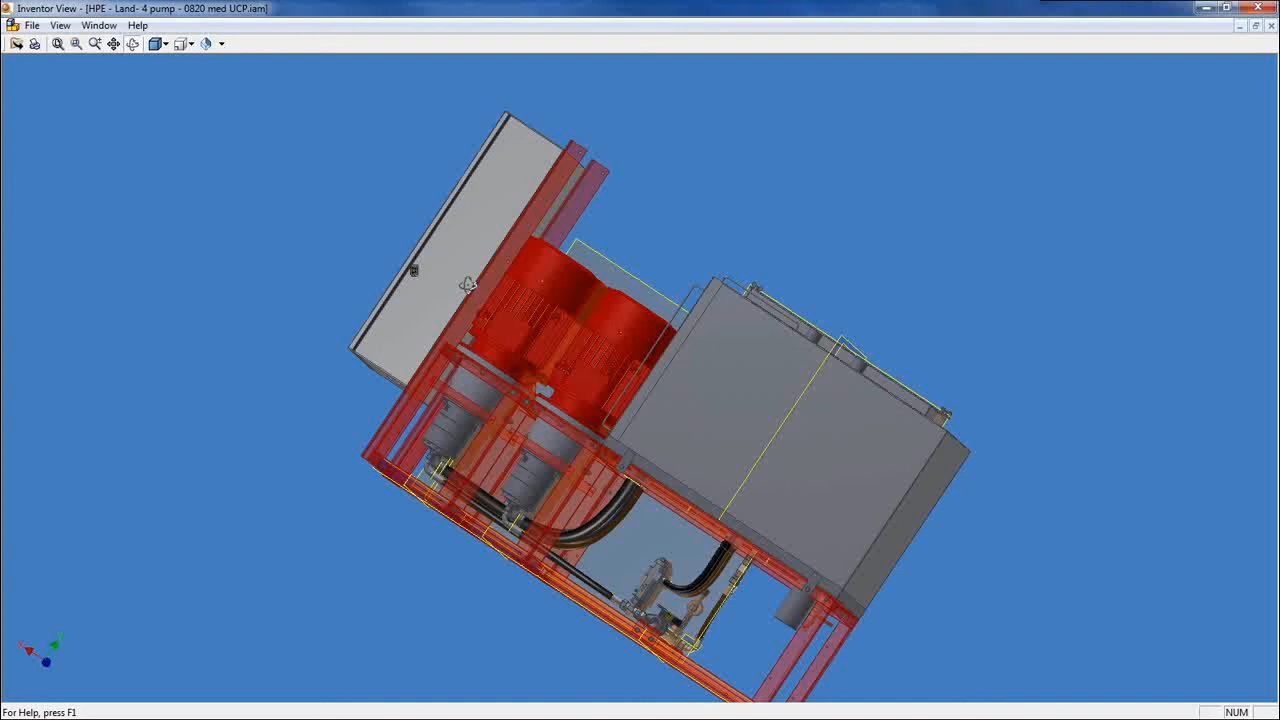 Inventor View - [HPE - Land- 4 pump - 0820 med UCP.iam]
File View Window Help
For Help, press F1 NUM